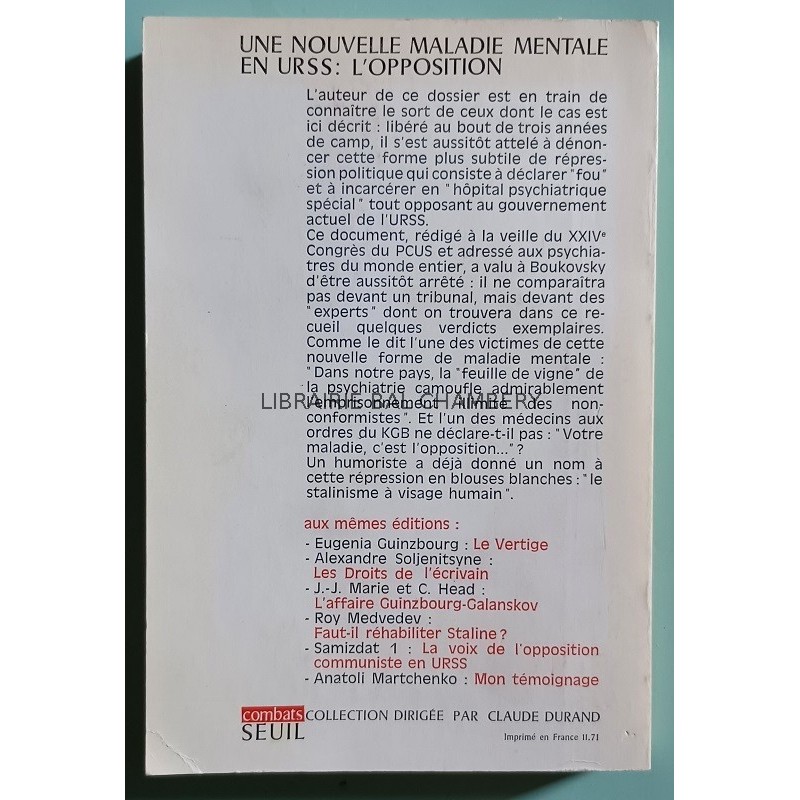 UNE NOUVELLE MALADIE MENTALE
EN URSS: L'OPPOSITION
L'auteur de ce dossier est en train de
connaître le sort de ceux dont le cas est
ici décrit : libéré au bout de trois années
de camp, il s'est aussitôt attelé à dénon-
cer cette forme plus subtile de répres-
sion politique qui consiste à déclarer "fou"
et à incarcérer en "hôpital psychiatrique
spécial" tout opposant au gouvernement
actuel de l'URSS.
Ce document, rédigé à la veille du XXIVe
Congrès du PCUS et adressé aux psychia-
tres du monde entier, a valu à Boukovsky
d'être aussitôt arrêté : il ne comparaîtra
pas devant un tribunal, mais devant des
"experts" dont on trouvera dans ce re-
cueil quelques verdicts exemplaires.
Comme le dit l'une des victimes de cette
nouvelle forme de maladie mentale :
"Dans notre pays, la "feuille de vigne" de
la psychiatrie camoufle admirablement
LIBRAIRIE BAL CHAMBERY
l'emprisonnement illimité des non-
conformistes". Et l'un des médecins aux
ordres du KGB ne déclare-t-il pas : "Votre
maladie, c'est l'opposition..."?
Un humoriste a déjà donné un nom à
cette répression en blouses blanches : "le
stalinisme à visage humain".
aux mêmes éditions :
- Eugenia Guinzbourg : Le Vertige
- Alexandre Soljenitsyne :
Les Droits de l'écrivain
- J.-J. Marie et C. Head :
L'affaire Guinzbourg-Galanskov
- Roy Medvedev :
Faut-il réhabiliter Staline ?
- Samizdat 1 : La voix de l'opposition
communiste en URSS
- Anatoli Martchenko : Mon témoignage
combats COLLECTION DIRIGÉE PAR CLAUDE DURAND
SEUIL
Imprimé en France 11.71